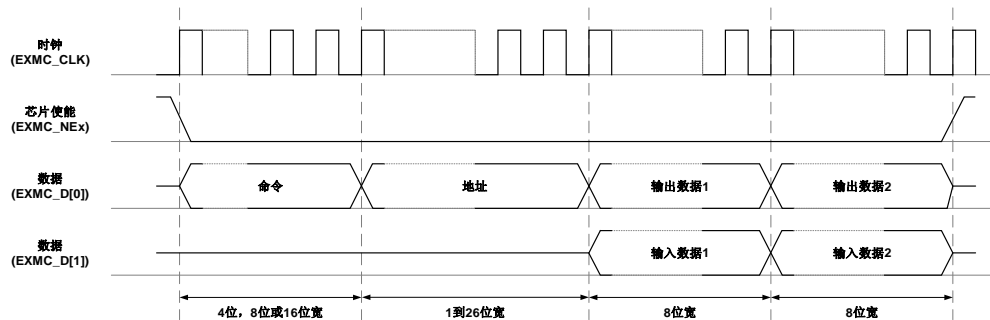 时钟
(EXMC_CLK)
芯片使能
(EXMC_NEx)
数据
(EXMC_D[0])
命令
地址
输出数据1
输出数据2
数据
(EXMC_D[1])
输入数据1
输入数据2
4位，8位或16位宽
1到26位宽
8位宽
8位宽